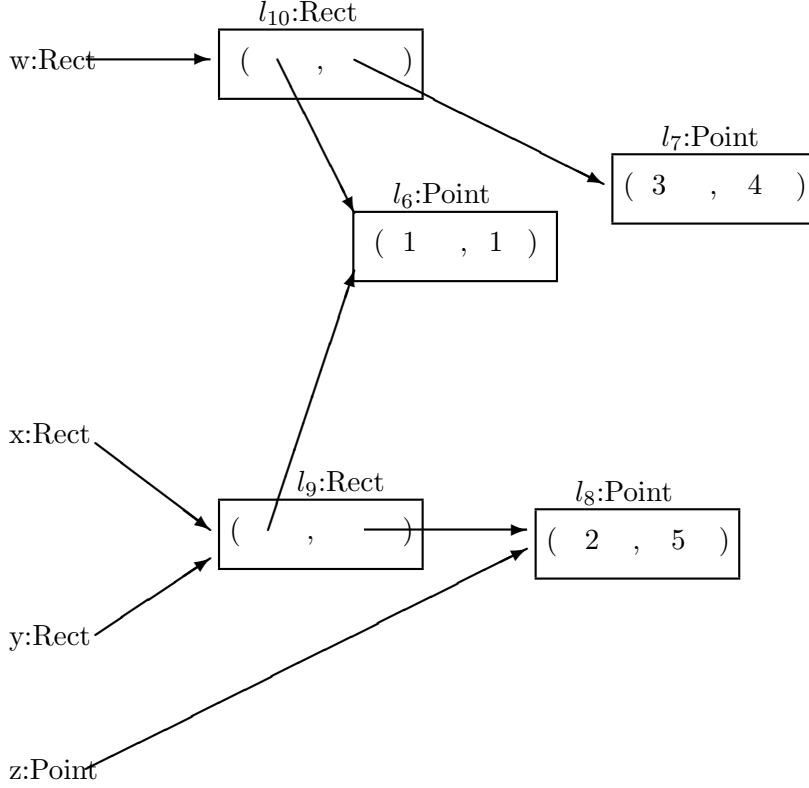 l₁₀:Rect
w:Rect
( , )
l₇:Point
( 3 , 4 )
l₆:Point
( 1 , 1 )
x:Rect
l₉:Rect
( , )
l₈:Point
( 2 , 5 )
y:Rect
z:Point